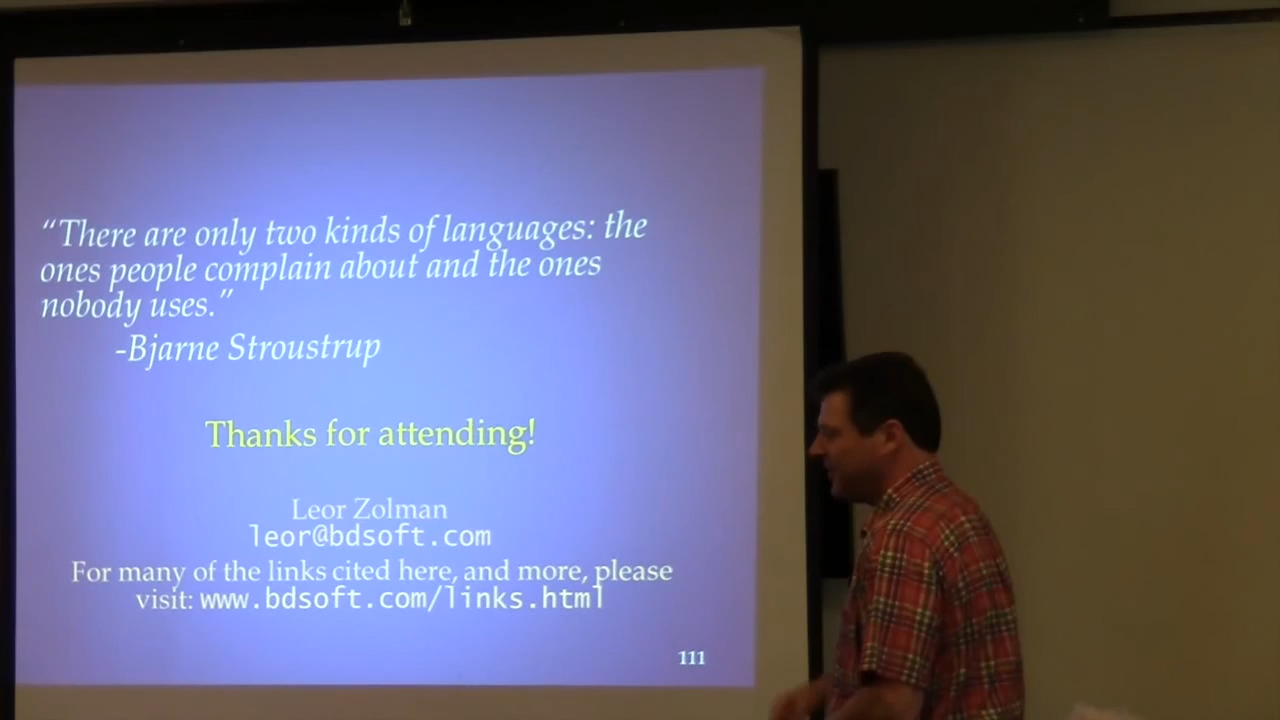 “There are only two kinds of languages: the
ones people complain about and the ones
nobody uses.”
-Bjarne Stroustrup
Thanks for attending!
Leor Zolman
leor@bdsoft.com
For many of the links cited here, and more, please
visit: www.bdsoft.com/links.html
111